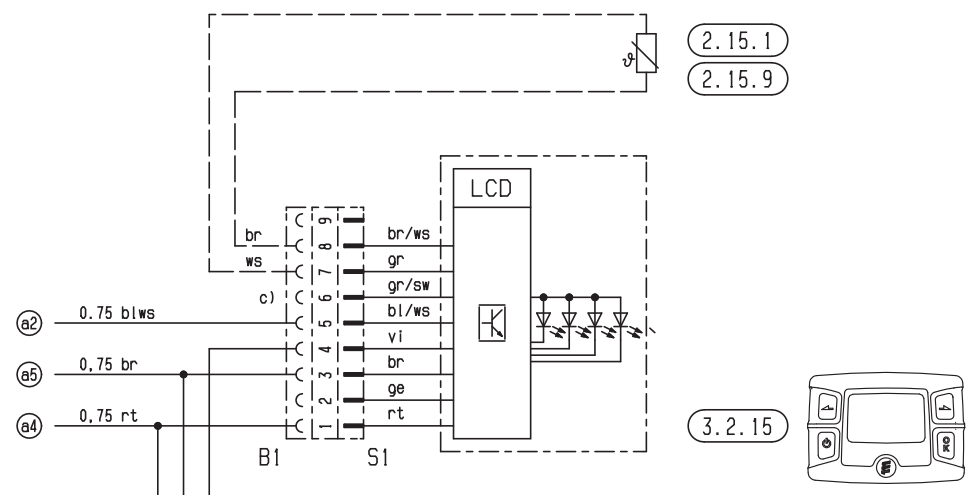 2.15.1
ϑ
2.15.9
LCD
9
br 8 br/ws
ws 7 gr
c) 6 gr/sw
a2 0.75 blws 5 bl/ws
4 vi
a5 0,75 br 3 br
2 ge
a4 0,75 rt 1 rt
3.2.15
OK
B1 S1